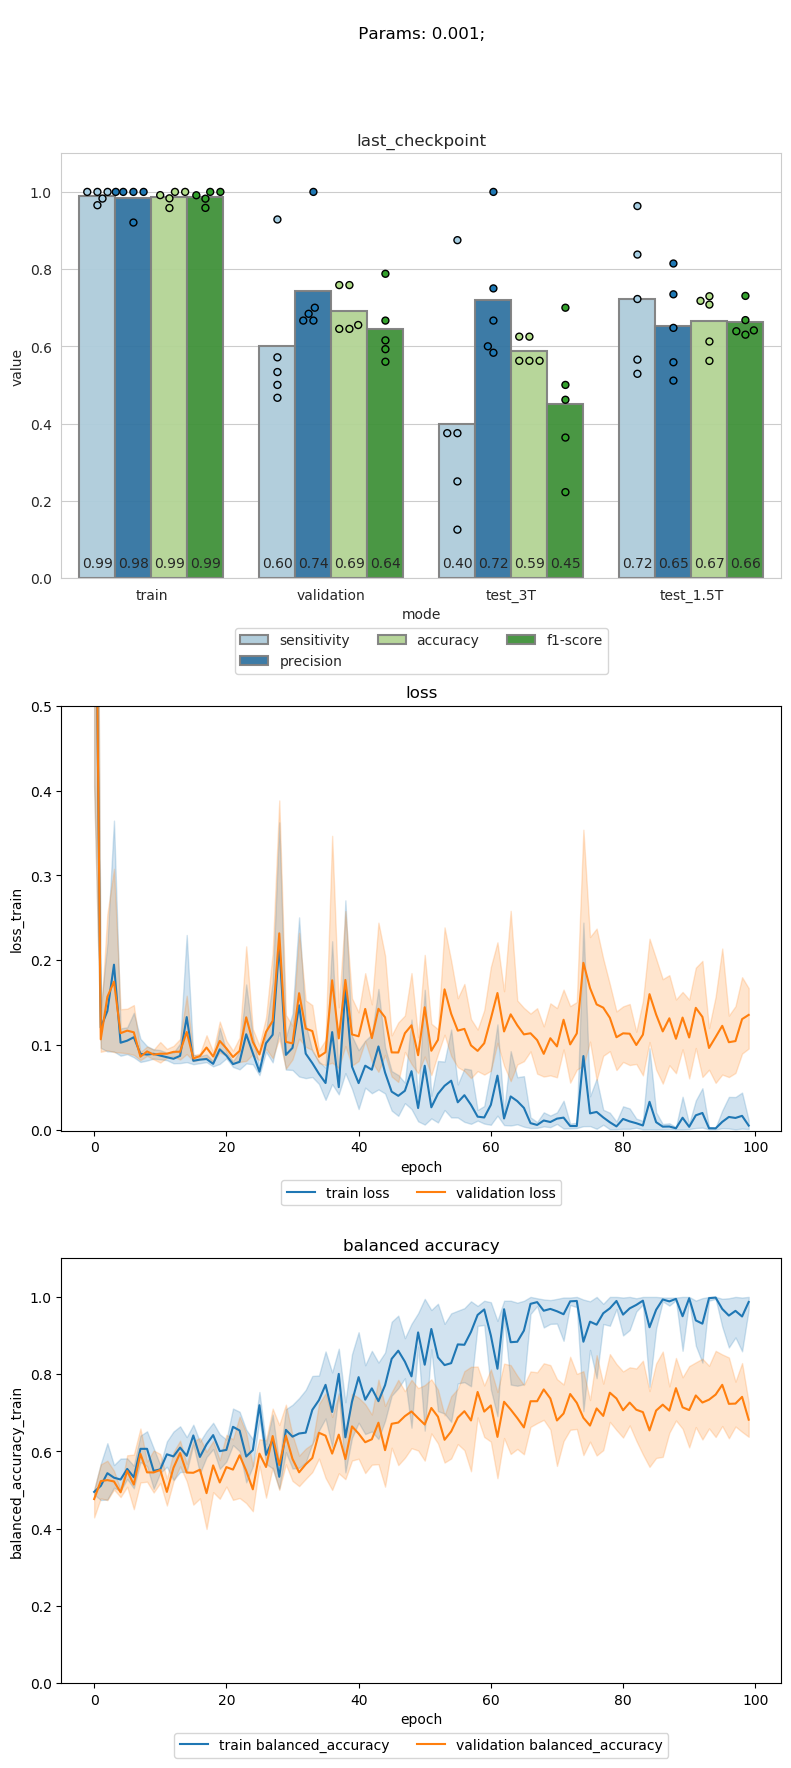 Params: 0.001;
last_checkpoint
value
1.0
0.8
0.6
0.4
0.2
0.0
0.99 0.98 0.99 0.99 0.60 0.74 0.69 0.64 0.40 0.72 0.59 0.45 0.72 0.65 0.67 0.66
train validation test_3T test_1.5T
mode
sensitivity accuracy f1-score
precision
loss
loss_train
0.5
0.4
0.3
0.2
0.1
0.0
0 20 40 60 80 100
epoch
train loss validation loss
balanced accuracy
balanced_accuracy_train
1.0
0.8
0.6
0.4
0.2
0.0
0 20 40 60 80 100
epoch
train balanced_accuracy validation balanced_accuracy